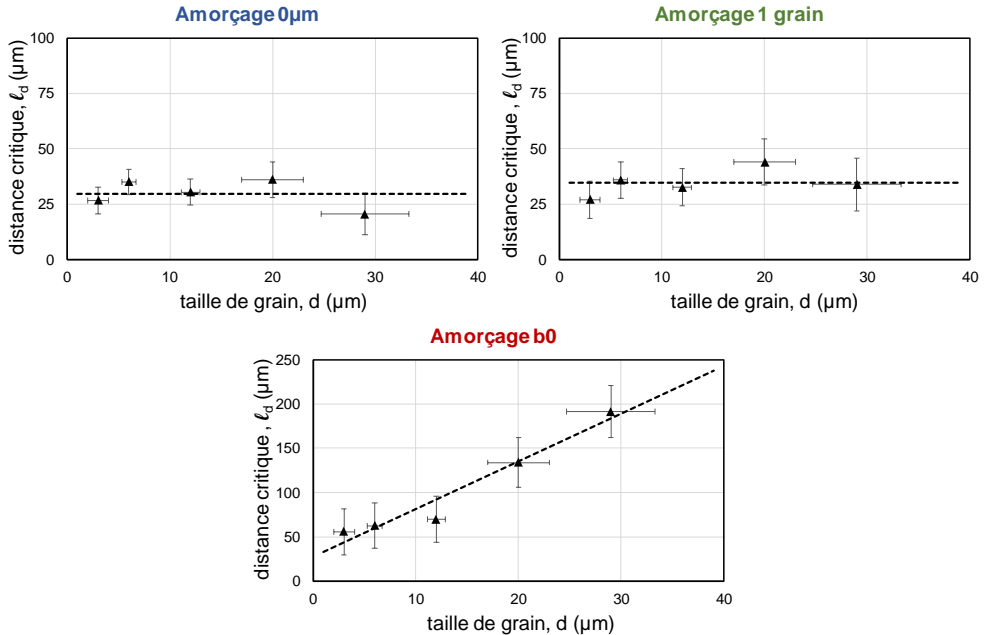 Amorçage 0µm
distance critique, ℓd (µm)
100
75
50
25
0
0 10 20 30 40
taille de grain, d (µm)
Amorçage 1 grain
distance critique , ℓd (µm)
100
75
50
25
0
0 10 20 30 40
taille de grain, d (µm)
Amorçage b0
distance critique , ℓd (µm)
250
200
150
100
50
0
0 10 20 30 40
taille de grain, d (µm)